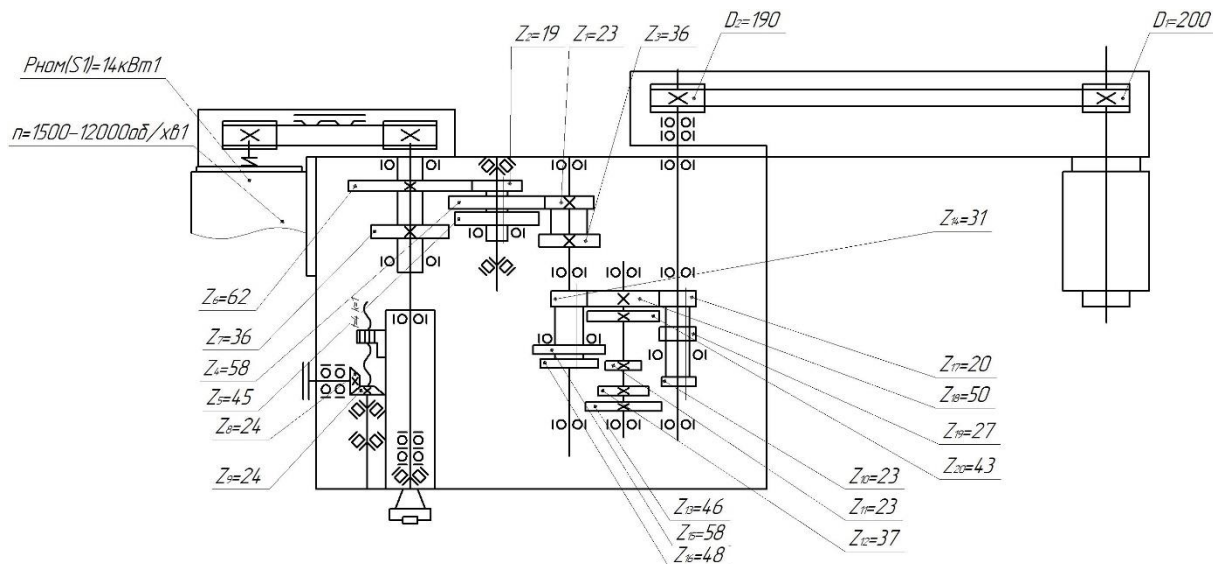 Z₂=19
Z₁=23
Z₃=36
D₂=190
D₁=200
Pном(S1)=14кВт1
n=1500-12000об/хв1
Z₁₄=31
Z₆=62
Z₇=36
t=4 k=1
Z₄=58
Z₅=45
Z₈=24
Z₉=24
Z₁₇=20
Z₁₈=50
Z₁₉=27
Z₂₀=43
Z₁₀=23
Z₁₁=23
Z₁₂=37
Z₁₃=46
Z₁₅=58
Z₁₆=48